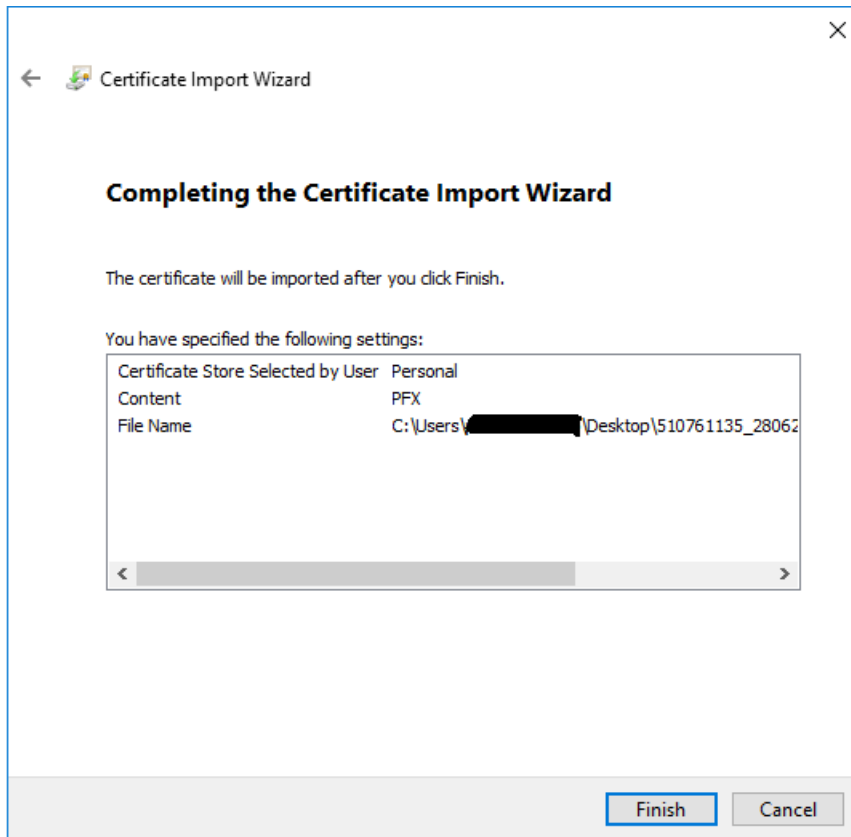 Certificate Import Wizard
Completing the Certificate Import Wizard
The certificate will be imported after you click Finish.
You have specified the following settings:
Certificate Store Selected by User Personal
Content PFX
File Name C:\Users\ \Desktop\510761135_28062
Finish Cancel